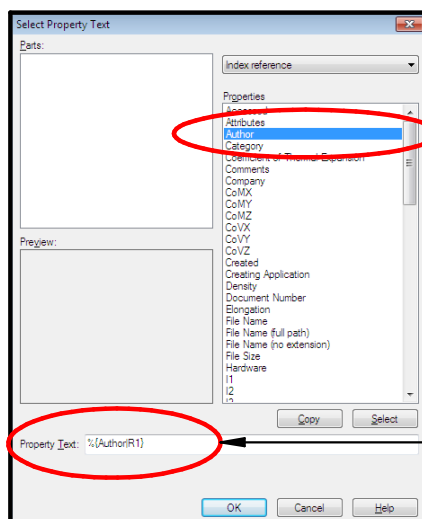 Select Property Text
Parts:
Index reference
Properties
Attributes
Author
Category
Coefficient of Thermal Expansion
Comments
Company
CoMX
CoMY
CoMZ
CoVX
CoVY
CoVZ
Created
Creating Application
Density
Document Number
Elongation
File Name
File Name (full path)
File Name (no extension)
File Size
Hardware
I1
I2
Preview:
Copy
Select
Property Text:
%{Author|R1}
OK
Cancel
Help